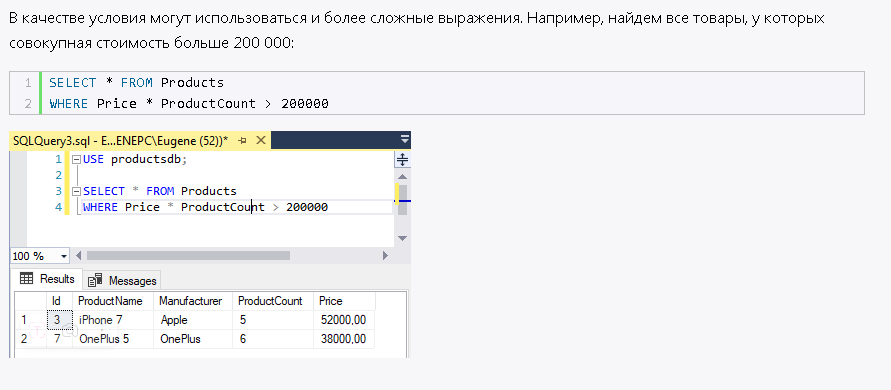 В качестве условия могут использоваться и более сложные выражения. Например, найдем все товары, у которых
совокупная стоимость больше 200 000:
1 SELECT * FROM Products
2 WHERE Price * ProductCount > 200000
SQLQuery3.sql - E...ENEPC\Eugene (52))*
1 USE productsdb;
2
3 SELECT * FROM Products
4 WHERE Price * ProductCount > 200000
100 %
Results Messages
Id ProductName Manufacturer ProductCount Price
1 3 iPhone 7 Apple 5 52000,00
2 7 OnePlus 5 OnePlus 6 38000,00